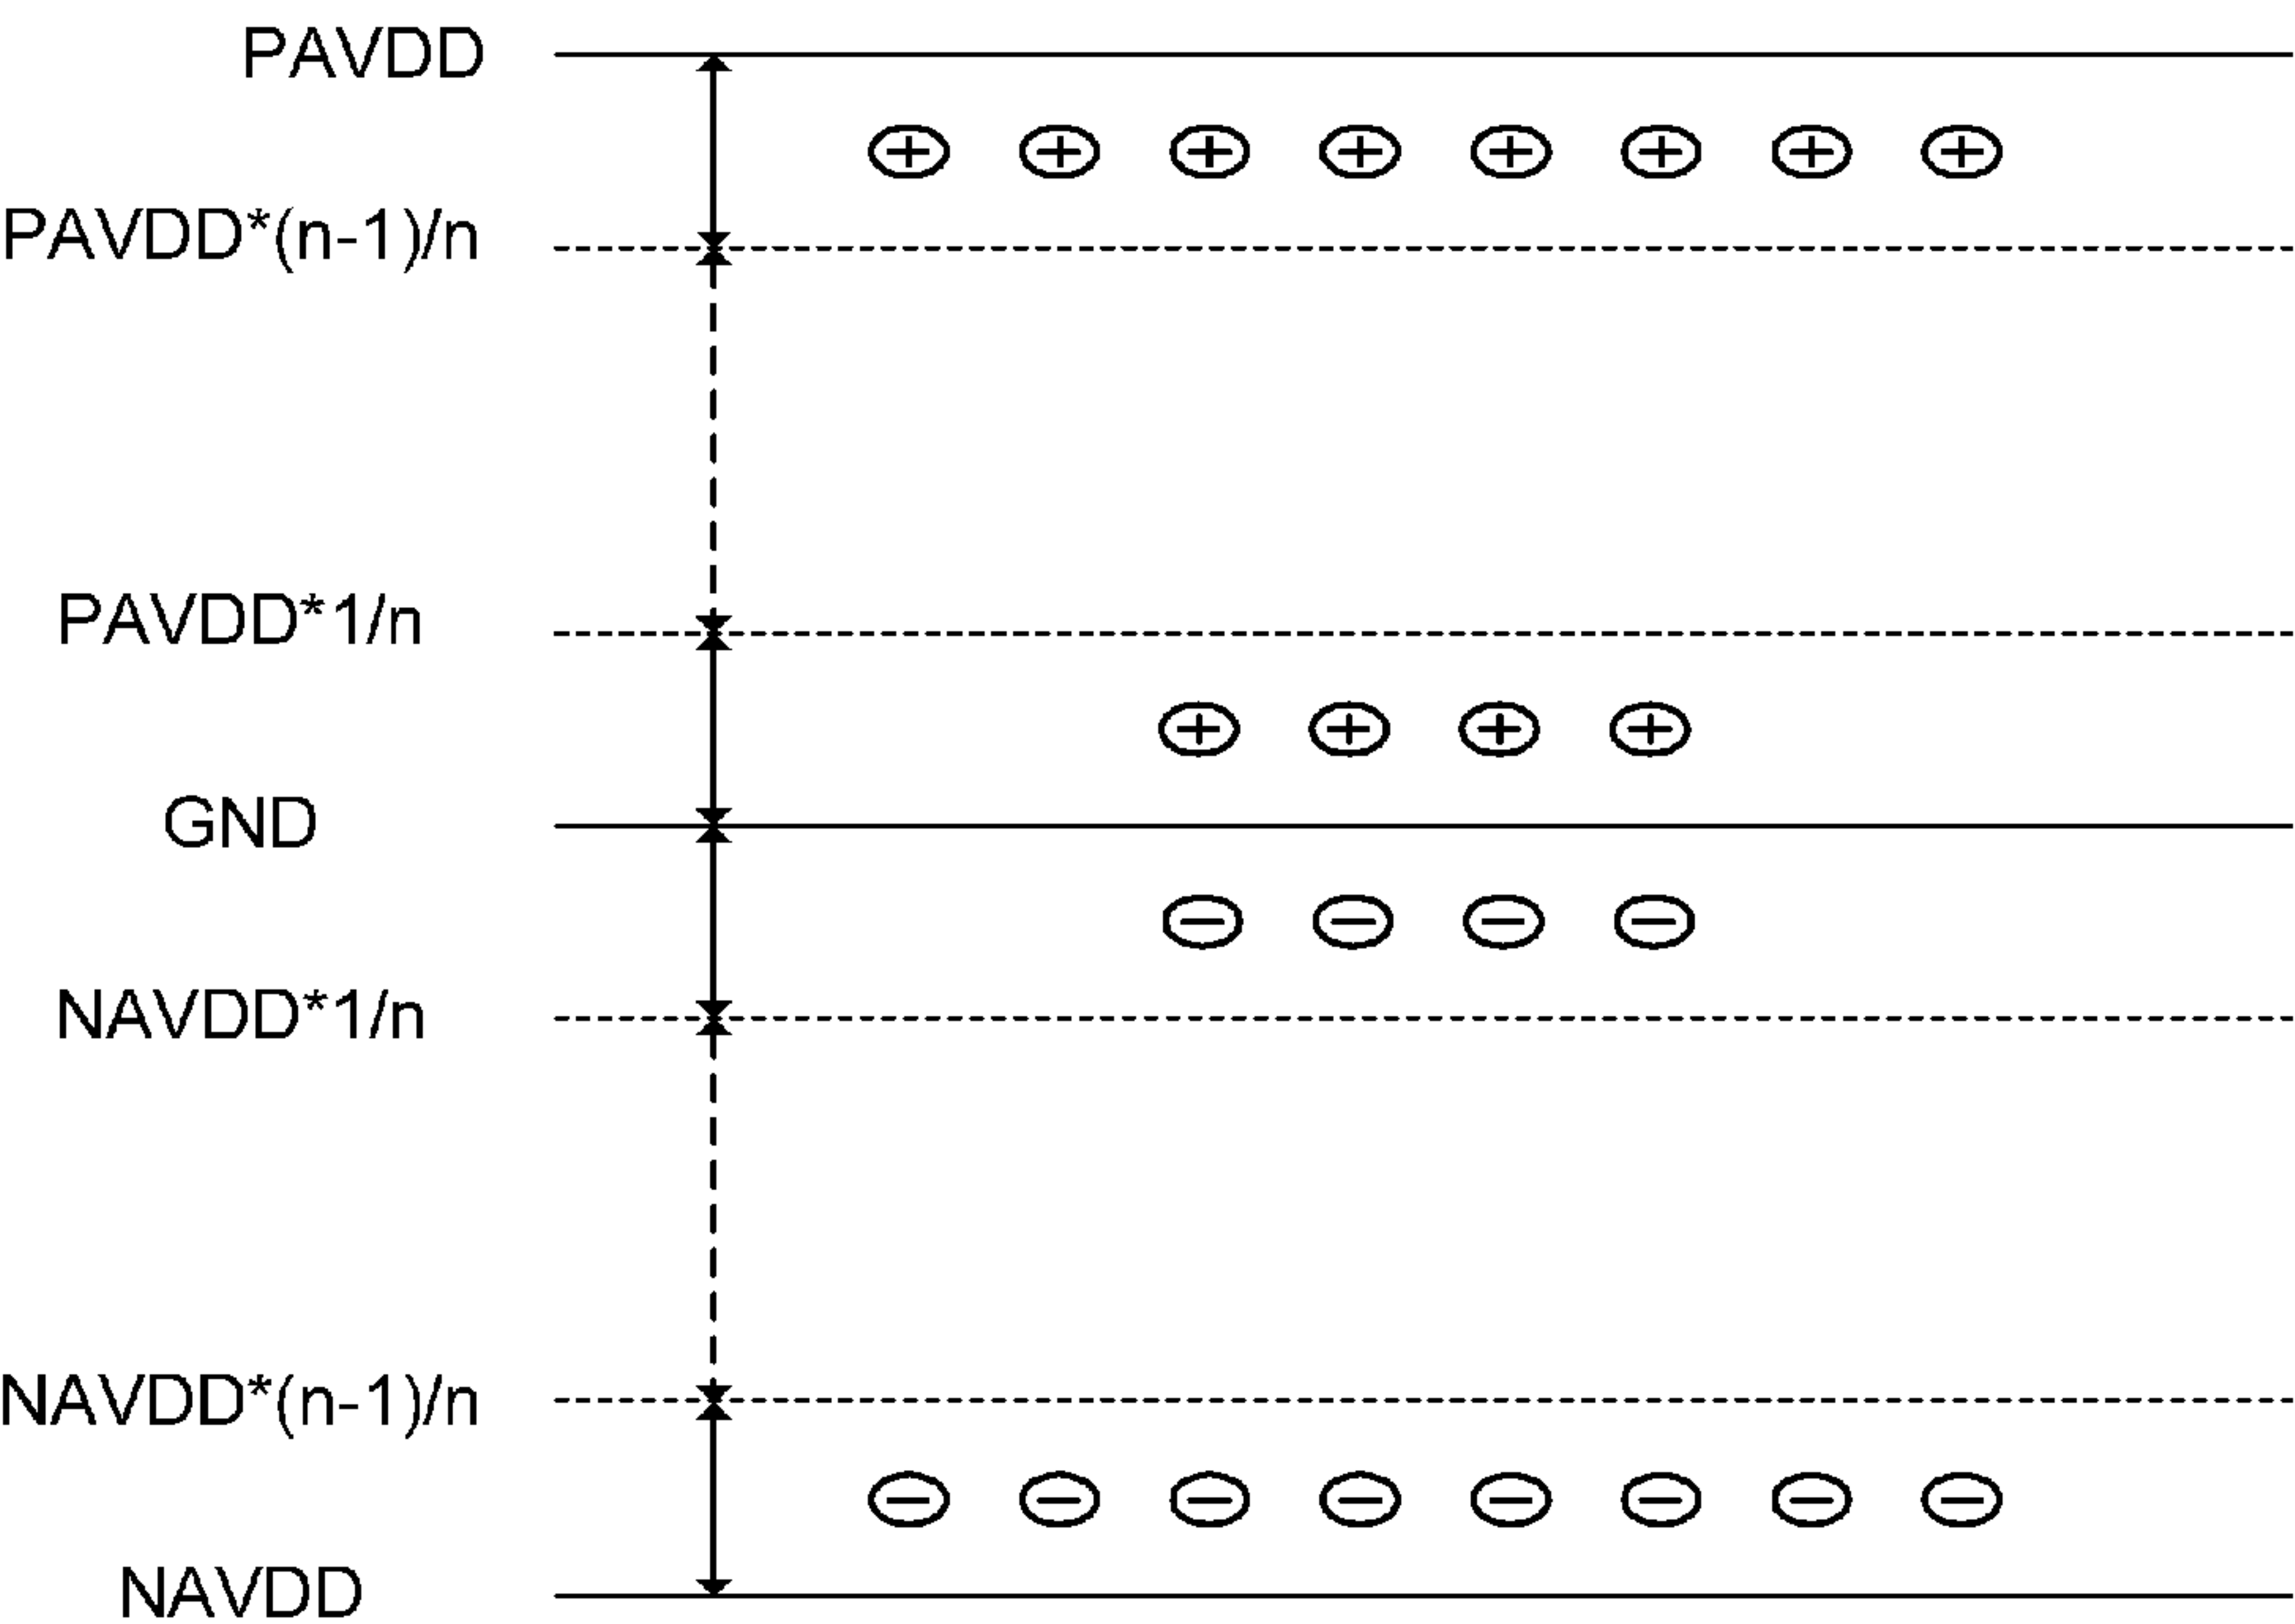 PAVDD
+ + + + + + + +
PAVDD*(n-1)/n
PAVDD*1/n
+ + + +
GND
− − − −
NAVDD*1/n
NAVDD*(n-1)/n
− − − − − − − −
NAVDD